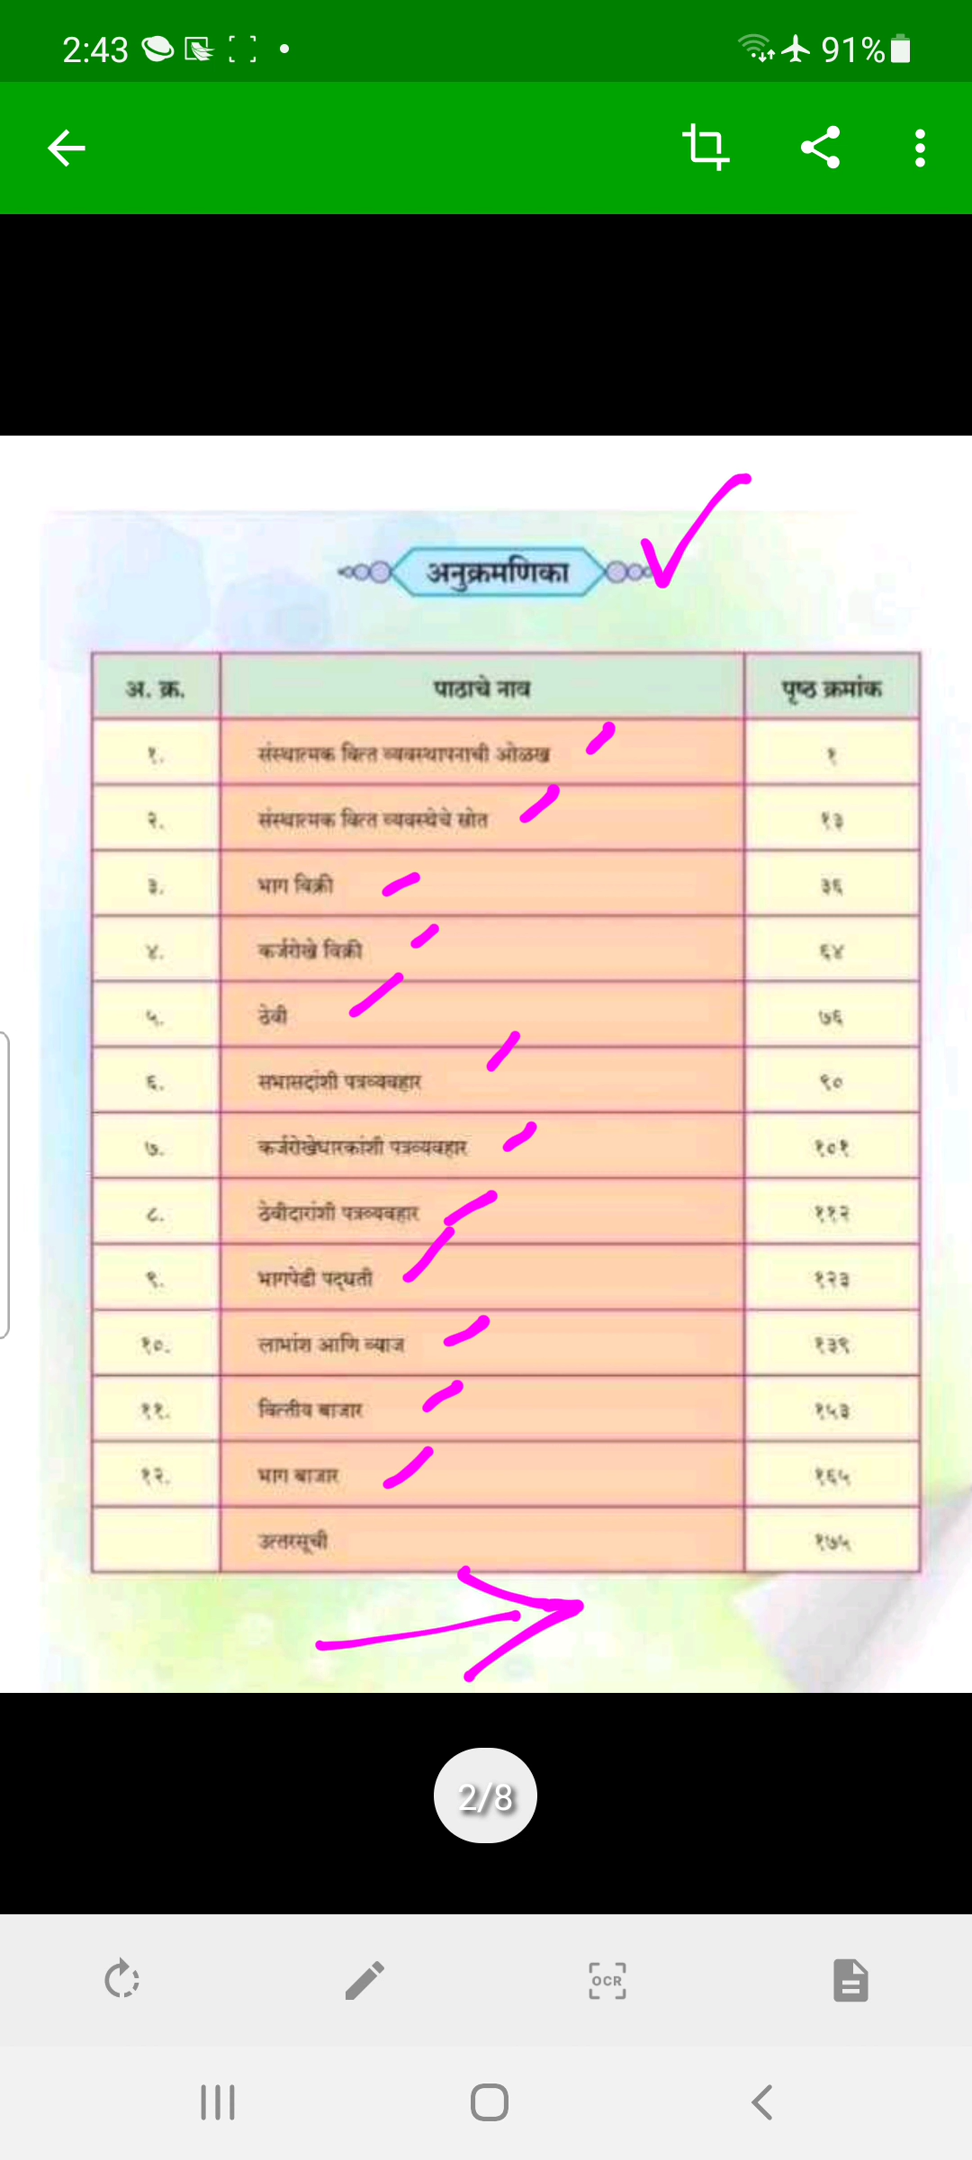 2:43 91%
अनुक्रमणिका
अ. क्र. पाठाचे नाव पृष्ठ क्रमांक
१. संस्थात्मक वित्त व्यवस्थापनाची ओळख १
२. संस्थात्मक वित्त व्यवस्थेचे स्रोत १३
३. भाग विक्री ३६
४. कर्जरोखे विक्री ६४
५. ठेवी ७६
६. सभासदांशी पत्रव्यवहार ९०
७. कर्जरोखेधारकांशी पत्रव्यवहार १०१
८. ठेवीदारांशी पत्रव्यवहार ११२
९. भागपेढी पद्धती १२३
१०. लाभांश आणि व्याज १३९
११. वित्तीय बाजार १५३
१२. भाग बाजार १६५
उत्तरसूची १७५
2/8
OCR